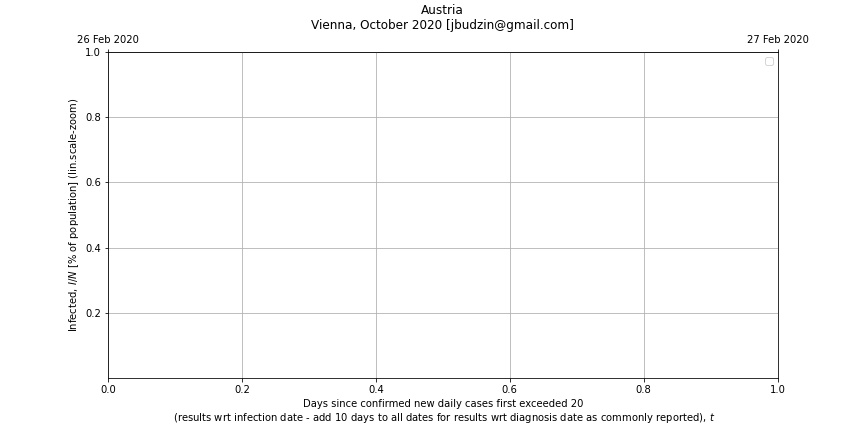 Austria
Vienna, October 2020 [jbudzin@gmail.com]
26 Feb 2020
27 Feb 2020
1.0
0.8
0.6
0.4
0.2
Infected, I/N [% of population] (lin.scale-zoom)
0.0
0.2
0.4
0.6
0.8
1.0
Days since confirmed new daily cases first exceeded 20
(results wrt infection date - add 10 days to all dates for results wrt diagnosis date as commonly reported), t